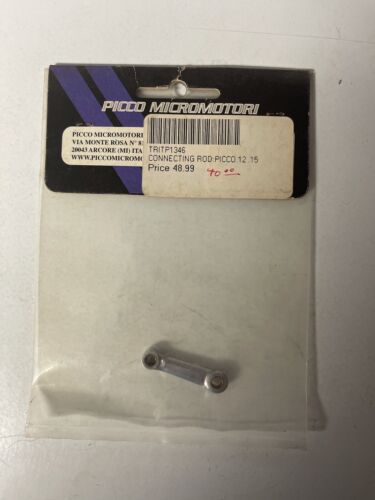 PICCO MICROMOTORI
PICCO MICROMOTORI
VIA MONTE ROSA N° 8
20043 ARCORE (MI) ITA
WWW.PICCOMICROMO
TRITP1346
CONNECTING ROD:PICCO.12 .15
Price 48.99
40.00